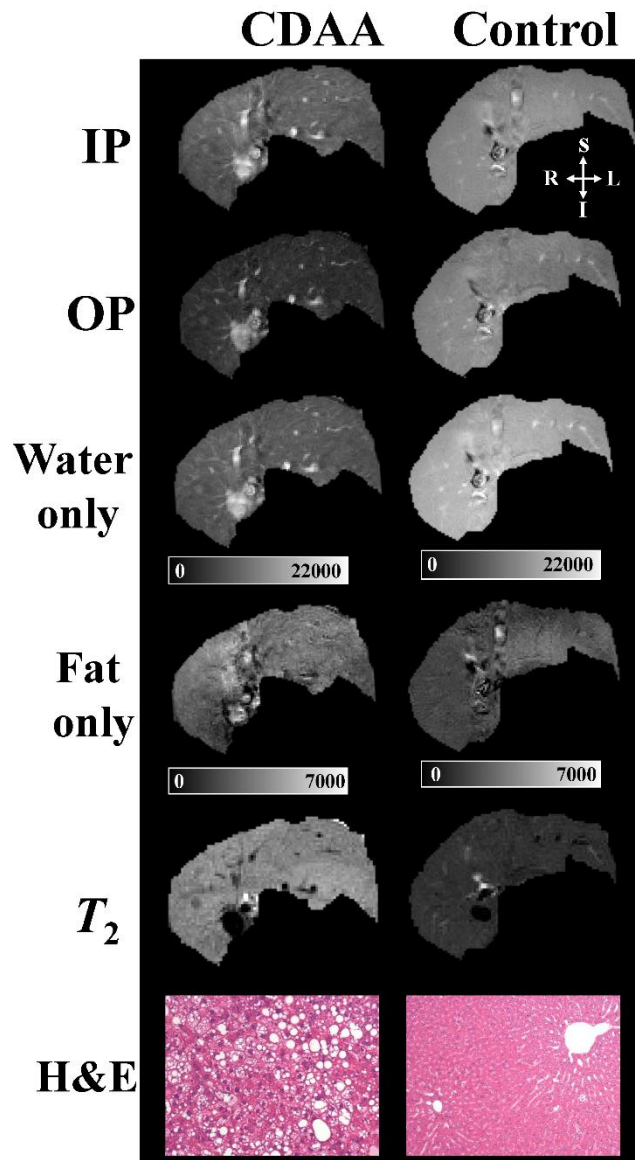 CDAA Control
IP
S
R L
I
OP
Water
only
0 22000 0 22000
Fat
only
0 7000 0 7000
T₂
H&E